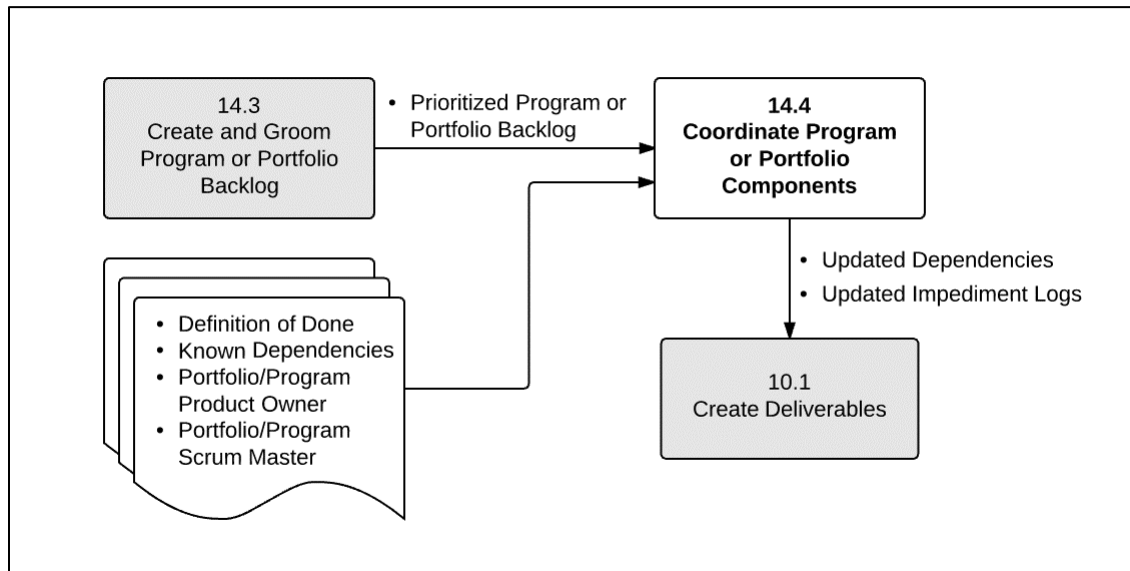 14.3
Create and Groom
Program or Portfolio
Backlog
• Prioritized Program or
Portfolio Backlog
14.4
Coordinate Program
or Portfolio
Components
• Definition of Done
• Known Dependencies
• Portfolio/Program
Product Owner
• Portfolio/Program
Scrum Master
• Updated Dependencies
• Updated Impediment Logs
10.1
Create Deliverables